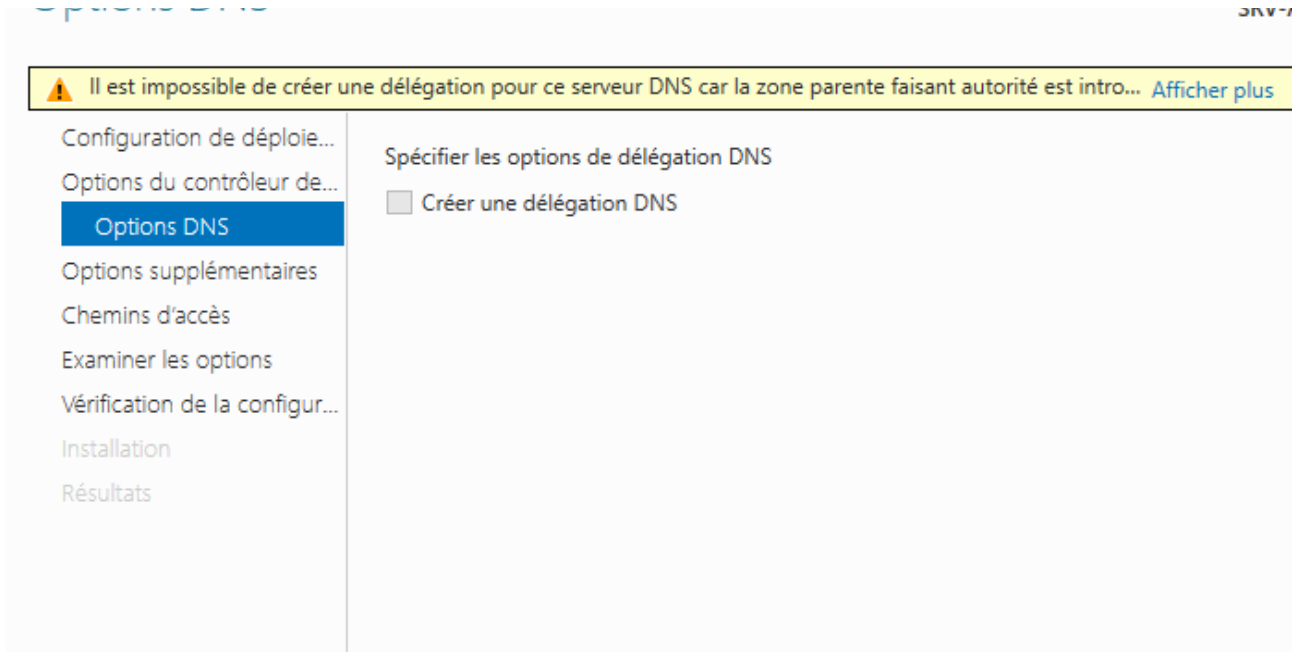 Options DNS
⚠ Il est impossible de créer une délégation pour ce serveur DNS car la zone parente faisant autorité est intro... Afficher plus
Configuration de déploie...
Spécifier les options de délégation DNS
Options du contrôleur de...
Créer une délégation DNS
Options DNS
Options supplémentaires
Chemins d'accès
Examiner les options
Vérification de la configur...
Installation
Résultats